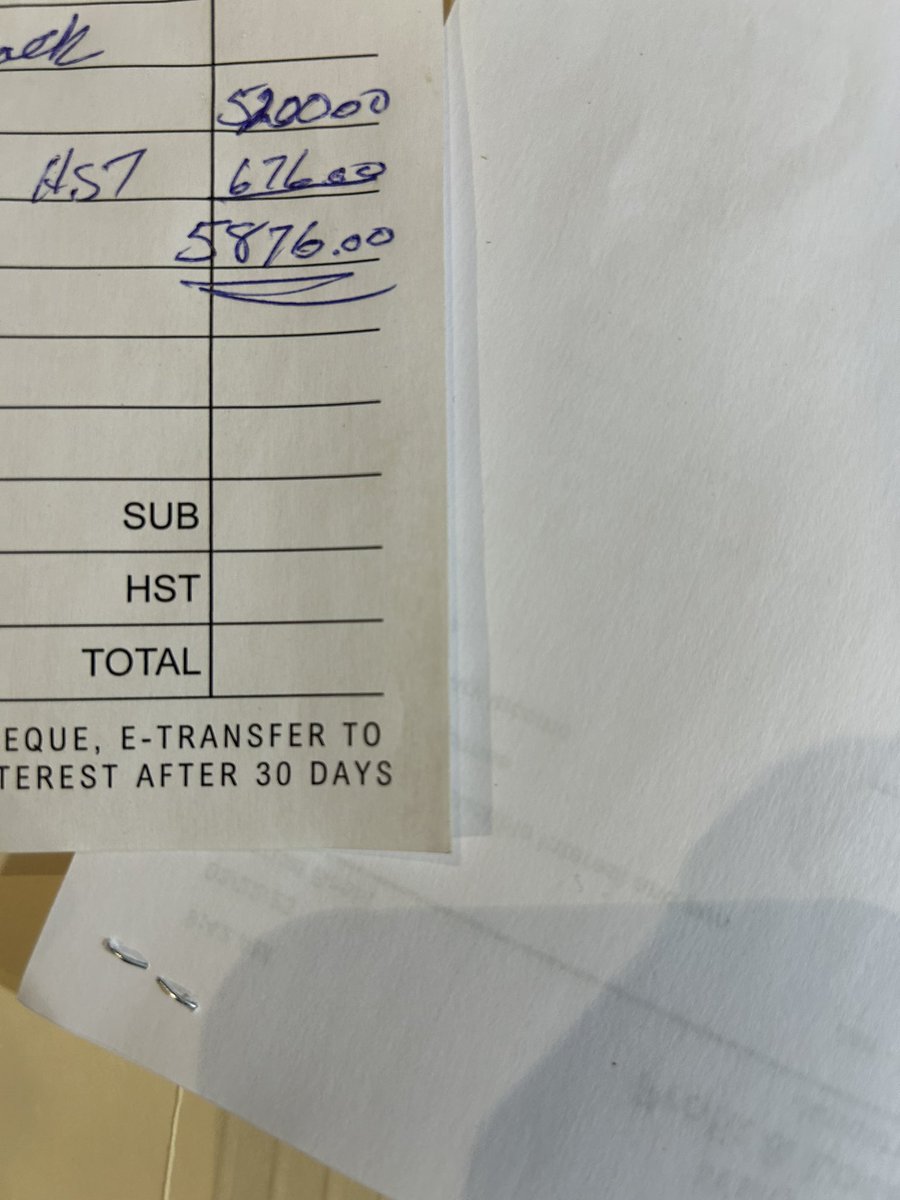 5200.00
HST 676.00
5876.00
SUB
HST
TOTAL
EQUE, E-TRANSFER TO
TEREST AFTER 30 DAYS